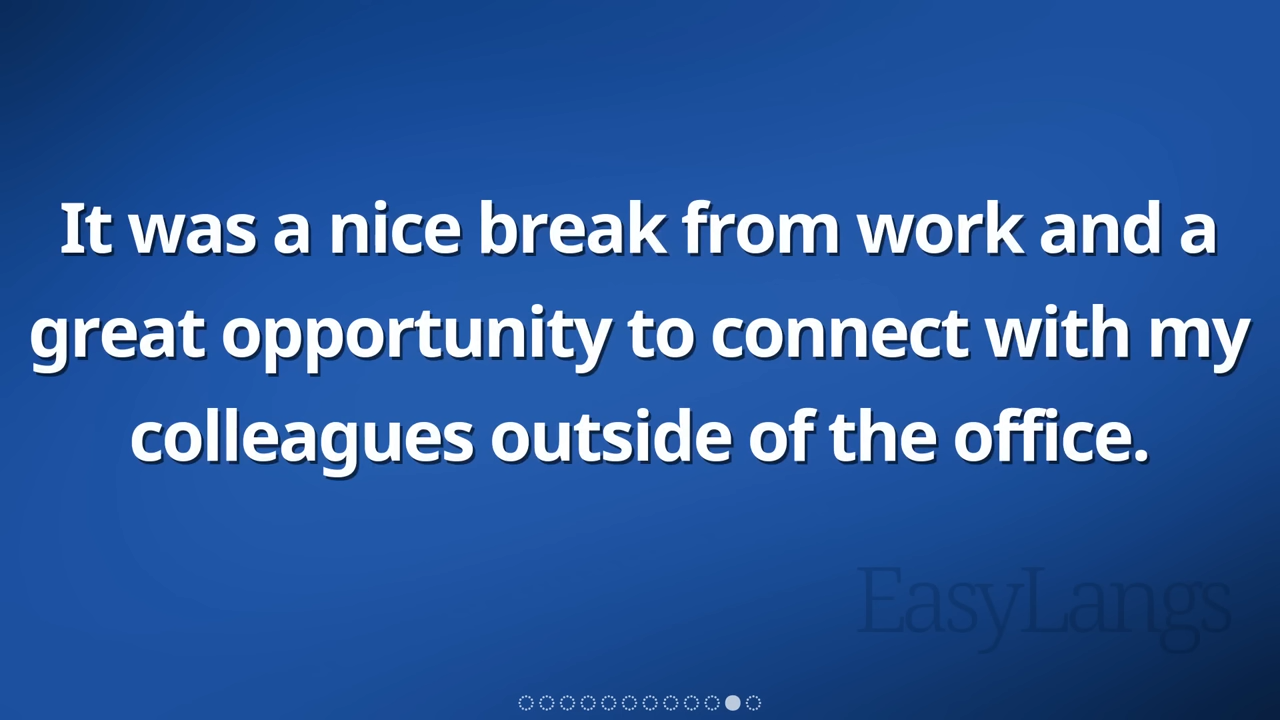 It was a nice break from work and a
great opportunity to connect with my
colleagues outside of the office.
EasyLangs